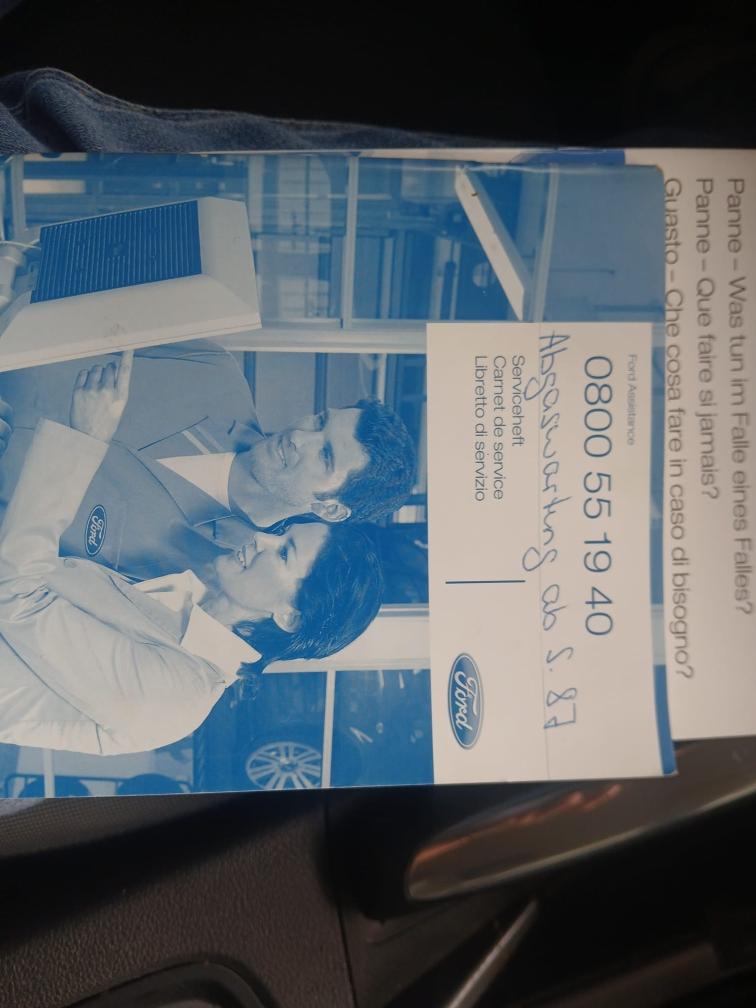 Panne – Was tun im Falle eines Falles?
Panne – Que faire si jamais?
Guasto – Che cosa fare in caso di bisogno?
Ford Assistance
0800 55 19 40
Abgaswartung ab S. 87
Serviceheft
Carnet de service
Libretto di servizio
Ford
Ford